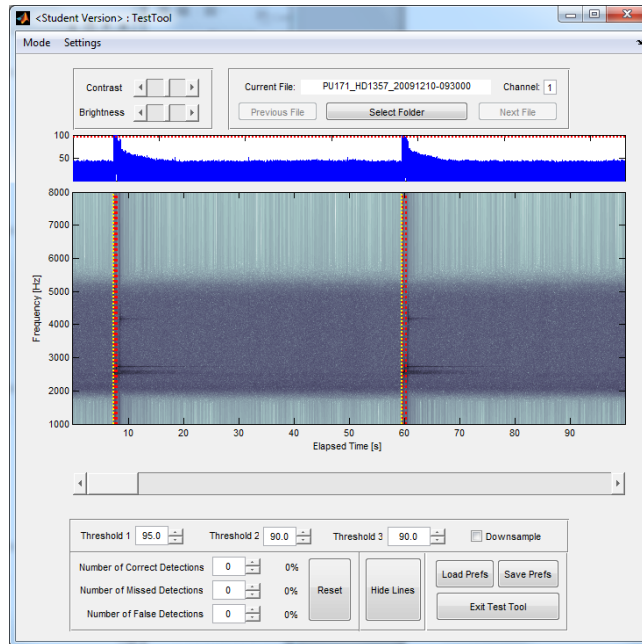 <Student Version> : TestTool
Mode Settings
Contrast
Brightness
Current File: PU171_HD1357_20091210-093000 Channel: 1
Previous File Select Folder Next File
100
50
8000
7000
6000
5000
4000
3000
2000
1000
Frequency [Hz]
10 20 30 40 50 60 70 80 90
Elapsed Time [s]
Threshold 1 95.0 Threshold 2 90.0 Threshold 3 90.0 Downsample
Number of Correct Detections 0 0%
Number of Missed Detections 0 0%
Number of False Detections 0 0%
Reset
Hide Lines
Load Prefs Save Prefs
Exit Test Tool